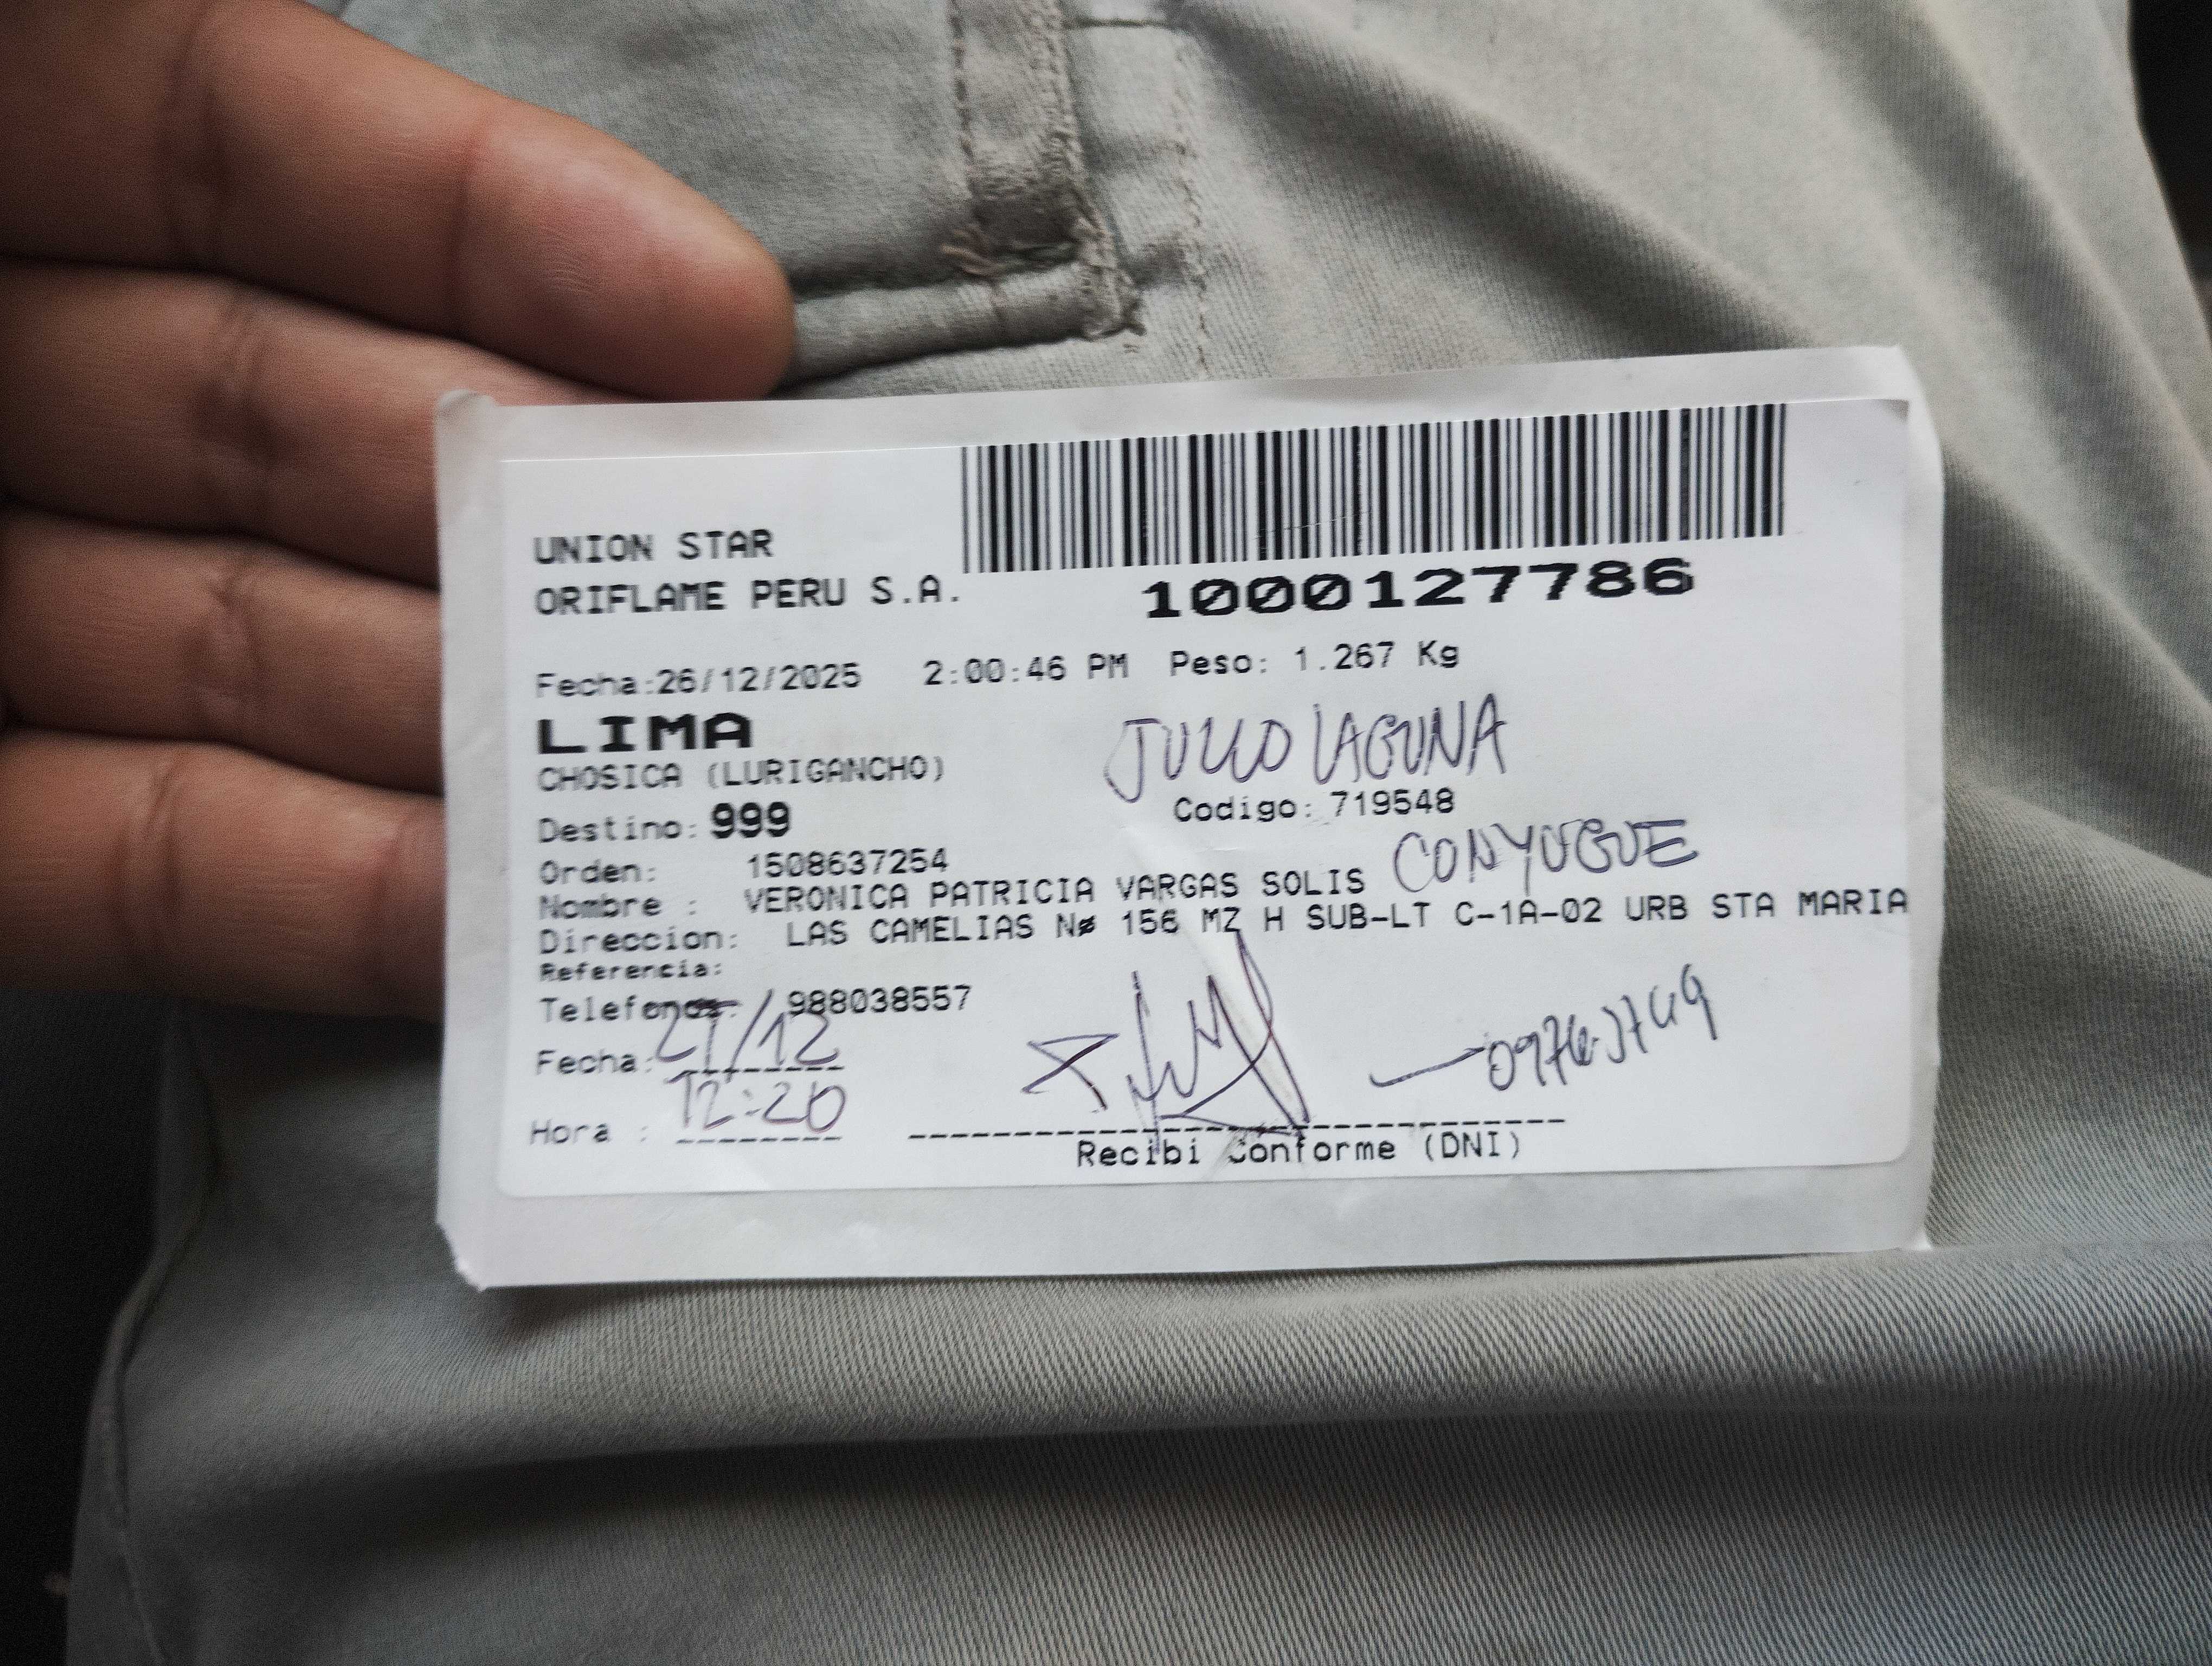 UNION STAR
ORIFLAME PERU S.A.
1000127786
Fecha:26/12/2025 2:00:46 PM Peso: 1.267 Kg
LIMA
CHOSICA (LURIGANCHO)
JULIO LAGUNA
Destino: 999
Codigo: 719548
Orden: 1508637254
Nombre : VERONICA PATRICIA VARGAS SOLIS CONYUGUE
Direccion: LAS CAMELIAS Nø 156 MZ H SUB-LT C-1A-02 URB STA MARIA
Referencia:
Telefonos: 988038557
Fecha: 27/12
Hora : 12:20
Recibi Conforme (DNI)